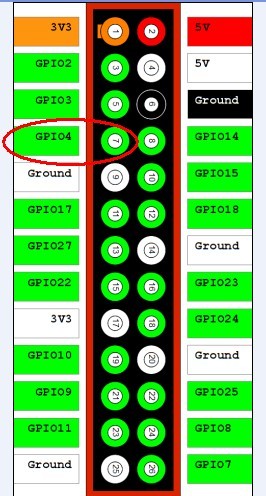 3V3 1 2 5V
GPIO2 3 4 5V
GPIO3 5 6 Ground
GPIO4 7 8 GPIO14
Ground 9 10 GPIO15
GPIO17 11 12 GPIO18
GPIO27 13 14 Ground
GPIO22 15 16 GPIO23
3V3 17 18 GPIO24
GPIO10 19 20 Ground
GPIO9 21 22 GPIO25
GPIO11 23 24 GPIO8
Ground 25 26 GPIO7